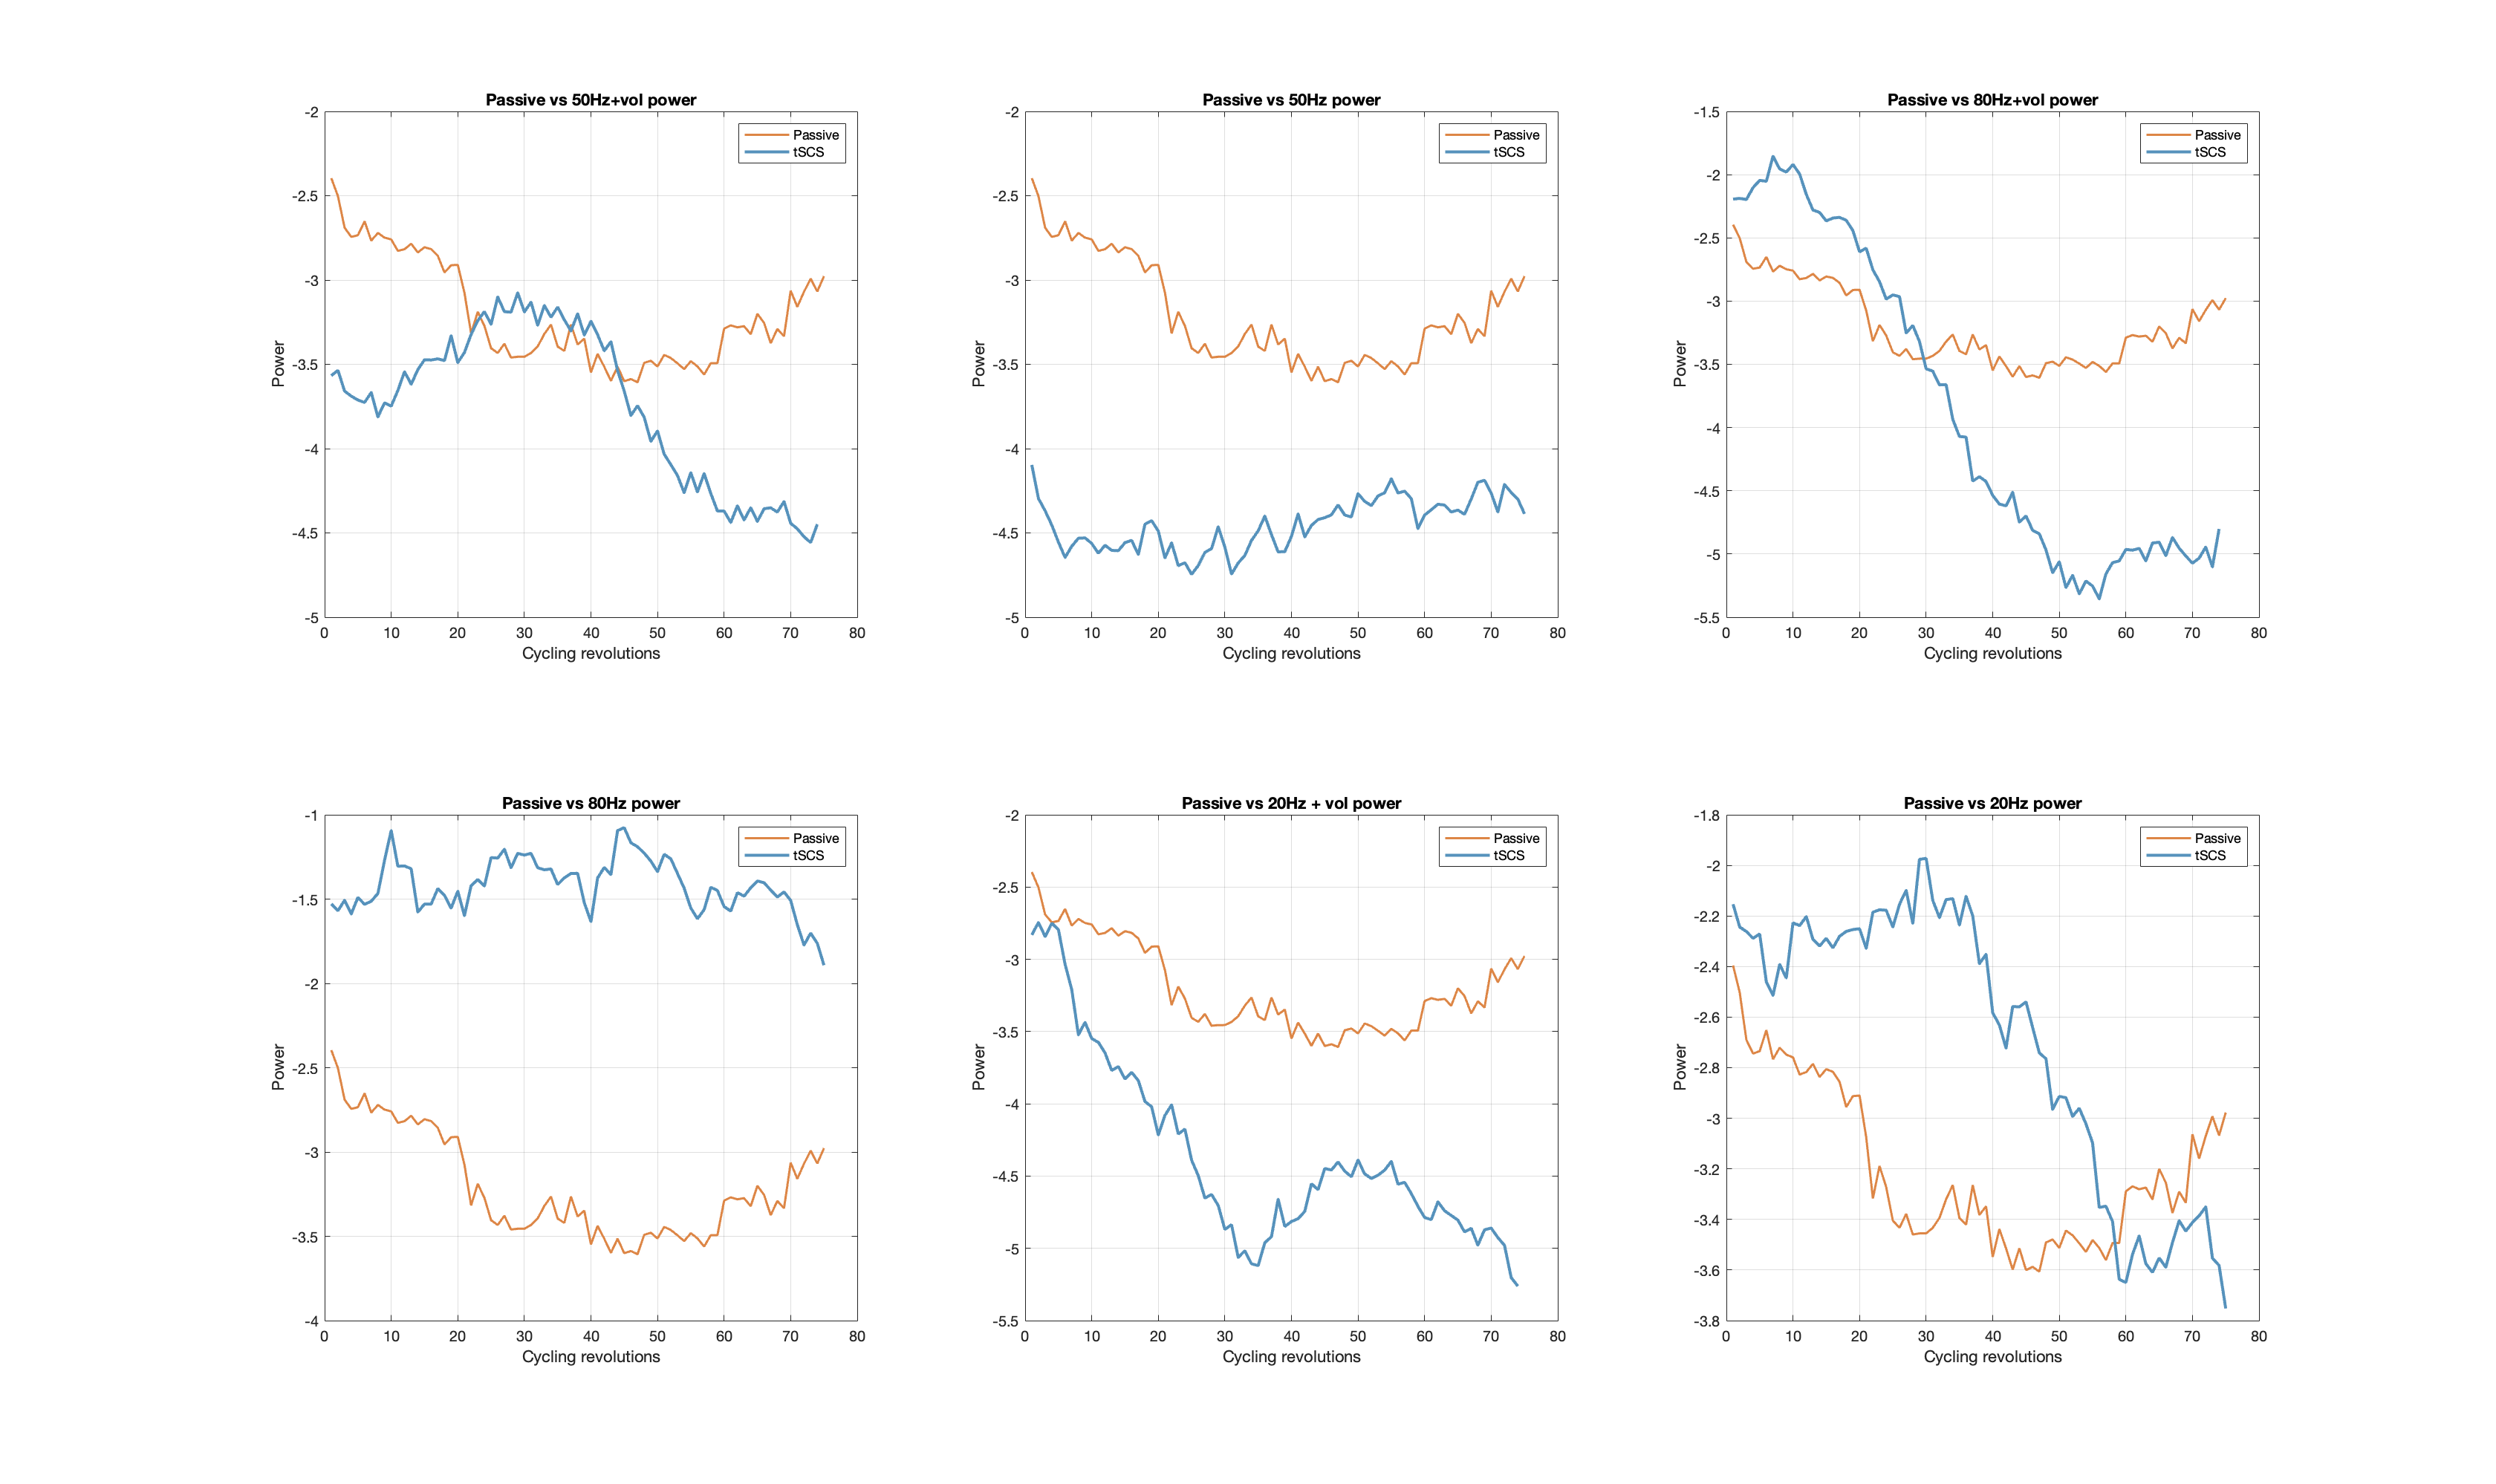 Passive vs 50Hz+vol power
-2
-2.5
-3
-3.5
-4
-4.5
-5
Power
0 10 20 30 40 50 60 70 80
Cycling revolutions
Passive
tSCS
Passive vs 50Hz power
-2
-2.5
-3
-3.5
-4
-4.5
-5
Power
0 10 20 30 40 50 60 70 80
Cycling revolutions
Passive
tSCS
Passive vs 80Hz+vol power
-1.5
-2
-2.5
-3
-3.5
-4
-4.5
-5
-5.5
Power
0 10 20 30 40 50 60 70 80
Cycling revolutions
Passive
tSCS
Passive vs 80Hz power
-1
-1.5
-2
-2.5
-3
-3.5
-4
Power
0 10 20 30 40 50 60 70 80
Cycling revolutions
Passive
tSCS
Passive vs 20Hz + vol power
-2
-2.5
-3
-3.5
-4
-4.5
-5
-5.5
Power
0 10 20 30 40 50 60 70 80
Cycling revolutions
Passive
tSCS
Passive vs 20Hz power
-1.8
-2
-2.2
-2.4
-2.6
-2.8
-3
-3.2
-3.4
-3.6
-3.8
Power
0 10 20 30 40 50 60 70 80
Cycling revolutions
Passive
tSCS